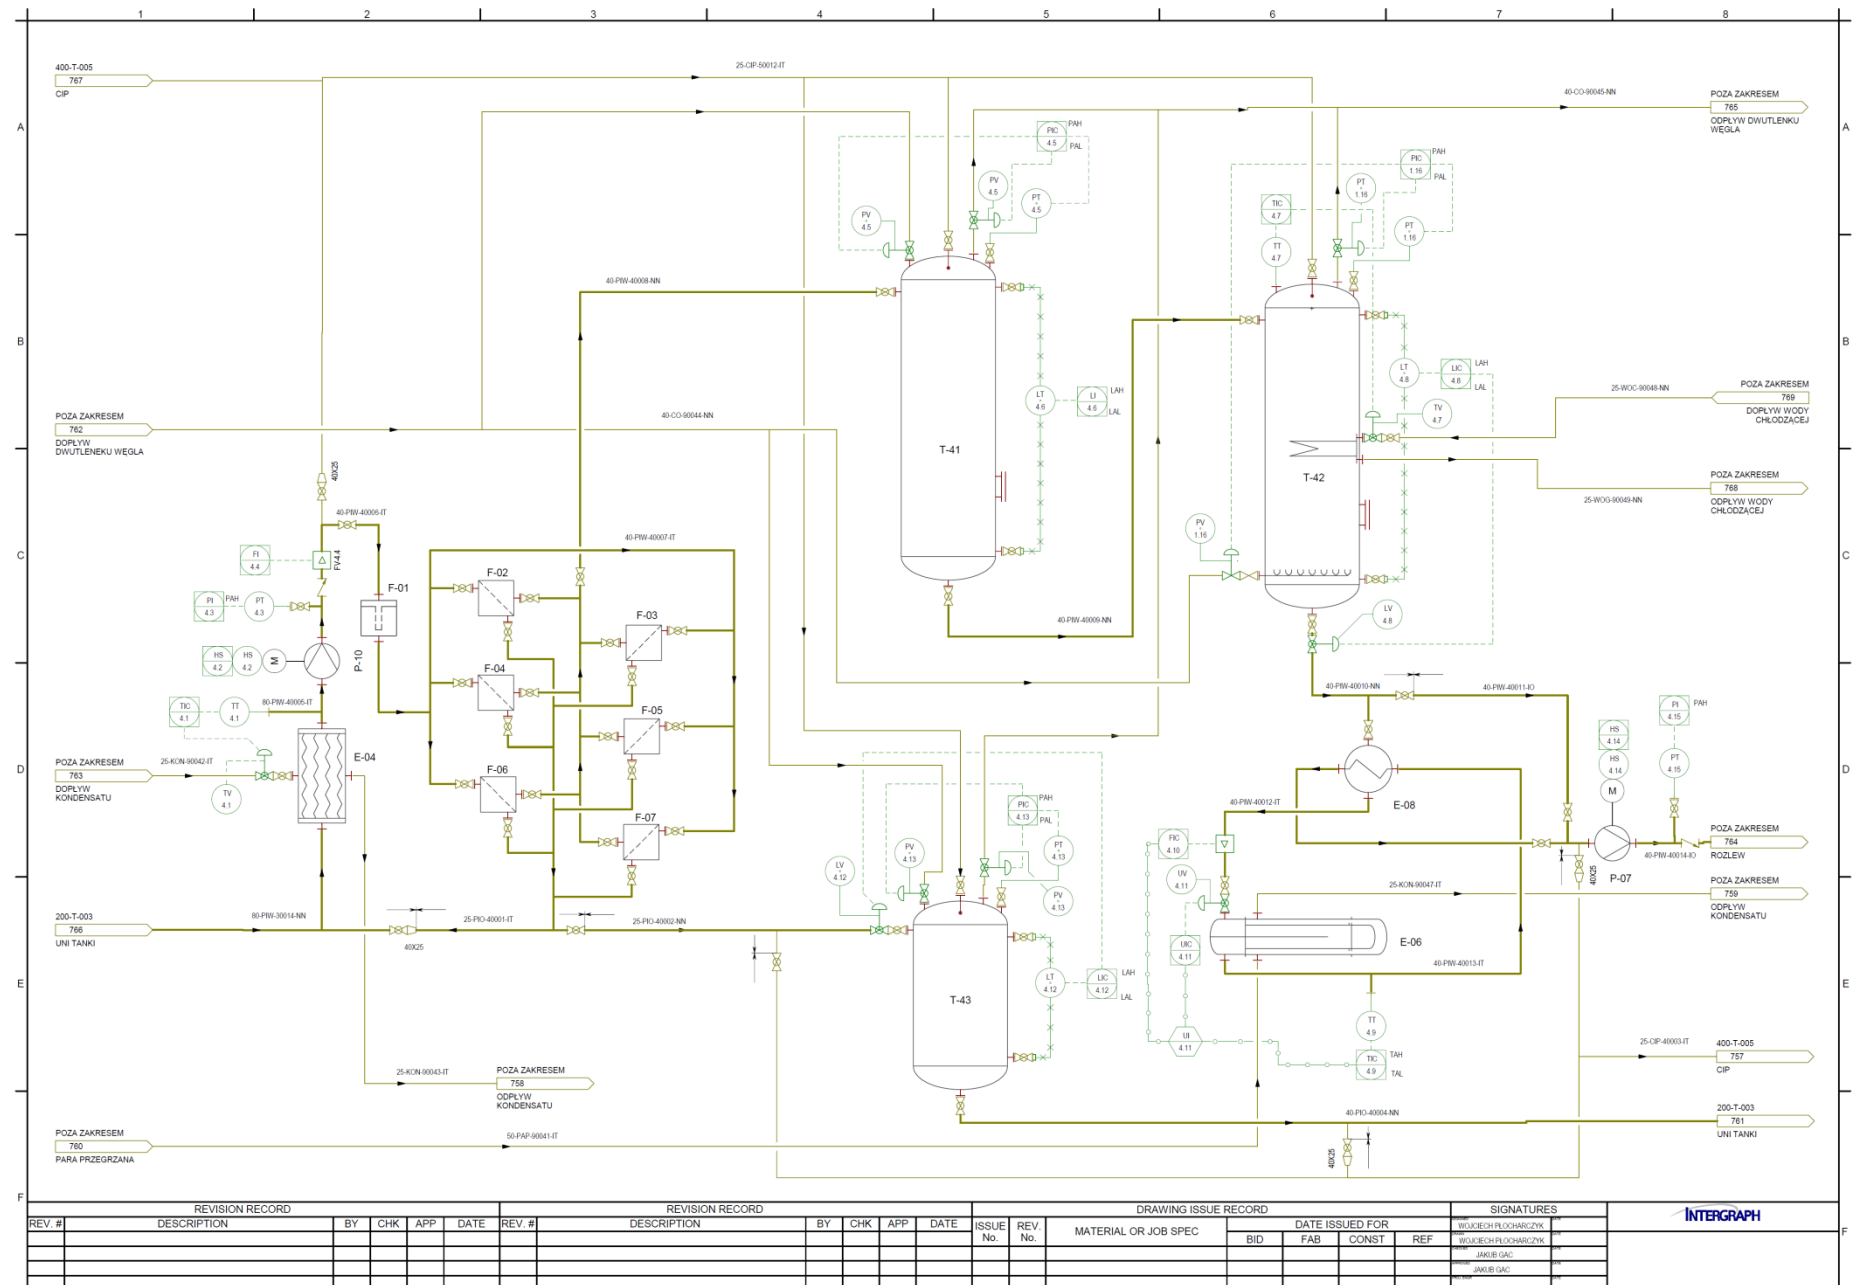 1 2 3 4 5 6 7 8
A
B
C
D
E
F
A
B
C
D
E
F
400-T-005
767
CIP
25-CIP-50012-IT
40-CO-90045-NN
POZA ZAKRESEM
765
ODPŁYW DWUTLENKU
WĘGLA
PIC
4.5
PAH
PAL
PV
4.5
PT
4.5
PV
4.5
PIC
1.16
PAH
PAL
PT
1.16
TIC
4.7
PT
1.16
TT
4.7
40-PIW-40008-NN
LT
4.6
LI
4.6
LAH
LAL
LT
4.8
LIC
4.8
LAH
LAL
TV
4.7
25-WOC-90048-NN
POZA ZAKRESEM
769
DOPŁYW WODY
CHŁODZĄCEJ
POZA ZAKRESEM
762
DOPŁYW
DWUTLENEKU WĘGLA
40-CO-90044-NN
T-41
T-42
POZA ZAKRESEM
768
ODPŁYW WODY
CHŁODZĄCEJ
25-WOG-90049-NN
40X25
40-PIW-40006-IT
40-PIW-40007-IT
PV
1.16
FI
4.4
FV4.4
F-01
F-02
F-03
PI
4.3
PAH
PT
4.3
LV
4.8
40-PIW-40009-NN
HS
4.2
HS
4.2
M
P-10
F-04
F-05
TIC
4.1
TT
4.1
80-PIW-40005-IT
40-PIW-40010-NN
40-PIW-40011-IO
PI
4.15
PAH
HS
4.14
HS
4.14
M
PT
4.15
POZA ZAKRESEM
763
DOPŁYW
KONDENSATU
25-KON-90042-IT
E-04
TV
4.1
F-06
F-07
E-08
40-PIW-40012-IT
PIC
4.13
PAH
PAL
PT
4.13
PV
4.13
LV
4.12
PV
4.13
FIC
4.10
UV
4.11
POZA ZAKRESEM
764
ROZLEW
40-PIW-40014-IO
P-07
40X25
25-KON-90047-IT
POZA ZAKRESEM
759
ODPŁYW
KONDENSATU
200-T-003
766
UNI TANKI
80-PIW-30014-NN
40X25
25-PIO-40001-IT
25-PIO-40002-NN
UIC
4.11
E-06
40-PIW-40013-IT
T-43
LT
4.12
LIC
4.12
LAH
LAL
TT
4.9
UI
4.11
TIC
4.9
TAH
TAL
25-CIP-40003-IT
400-T-005
757
CIP
25-KON-90043-IT
POZA ZAKRESEM
758
ODPŁYW
KONDENSATU
40-PIO-40004-NN
200-T-003
761
UNI TANKI
POZA ZAKRESEM
760
PARA PRZEGRZANA
50-PAP-90041-IT
40X25
REVISION RECORD REVISION RECORD DRAWING ISSUE RECORD SIGNATURES
REV. # DESCRIPTION BY CHK APP DATE REV. # DESCRIPTION BY CHK APP DATE ISSUE No. REV. No. MATERIAL OR JOB SPEC DATE ISSUED FOR
BID FAB CONST REF
WOJCIECH PŁOCHARCZYK
WOJCIECH PŁOCHARCZYK
JAKUB GAC
JAKUB GAC
INTERGRAPH